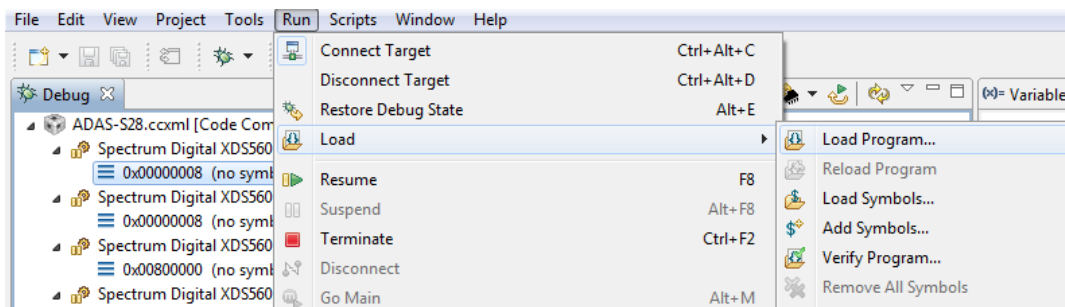 File Edit View Project Tools Run Scripts Window Help
Connect Target Ctrl+Alt+C
Disconnect Target Ctrl+Alt+D
Debug
(x)= Variable
Restore Debug State Alt+E
ADAS-S28.ccxml [Code Com
Load
Load Program...
Spectrum Digital XDS560
0x00000008 (no symb
Reload Program
Resume F8
Spectrum Digital XDS560
Load Symbols...
Suspend Alt+F8
0x00000008 (no symb
Add Symbols...
Terminate Ctrl+F2
Spectrum Digital XDS560
Verify Program...
Disconnect
0x00800000 (no symb
Remove All Symbols
Go Main Alt+M
Spectrum Digital XDS560